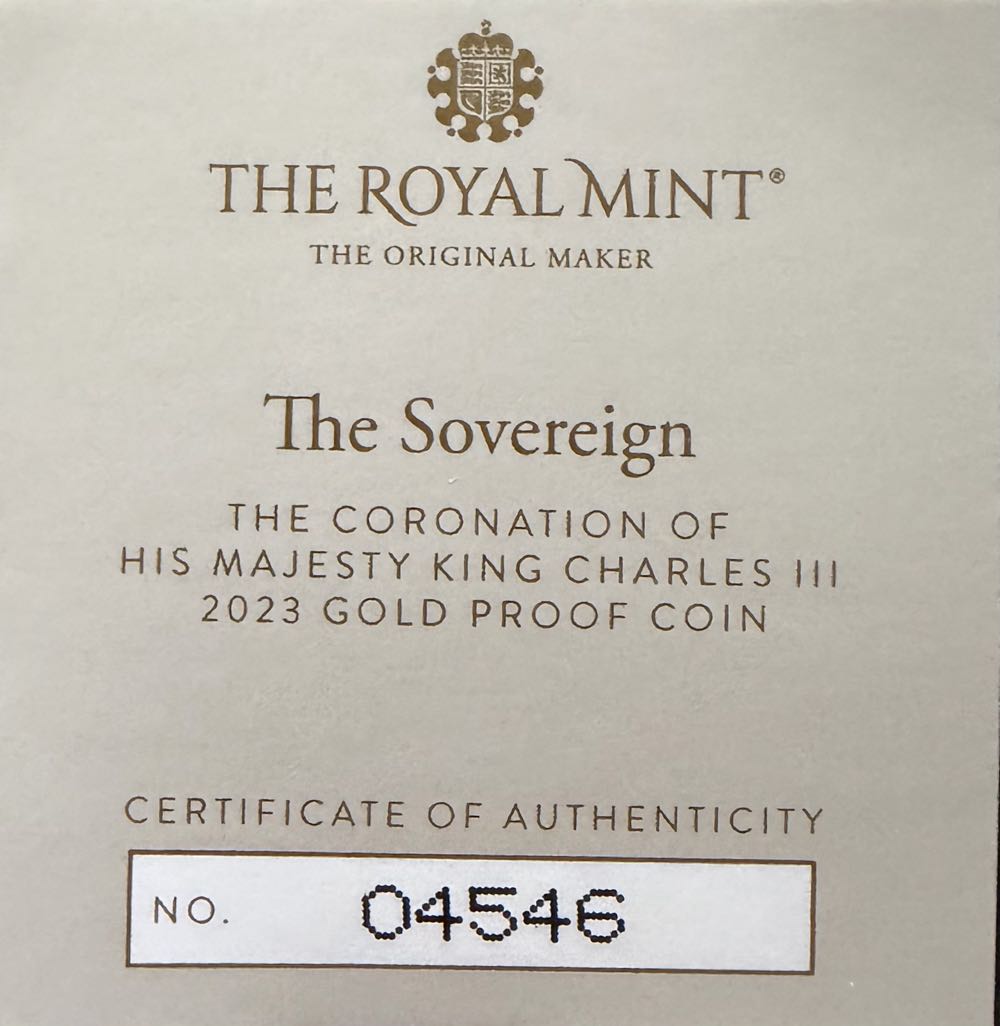 THE ROYAL MINT®
THE ORIGINAL MAKER
The Sovereign
THE CORONATION OF
HIS MAJESTY KING CHARLES III
2023 GOLD PROOF COIN
CERTIFICATE OF AUTHENTICITY
NO. 04546